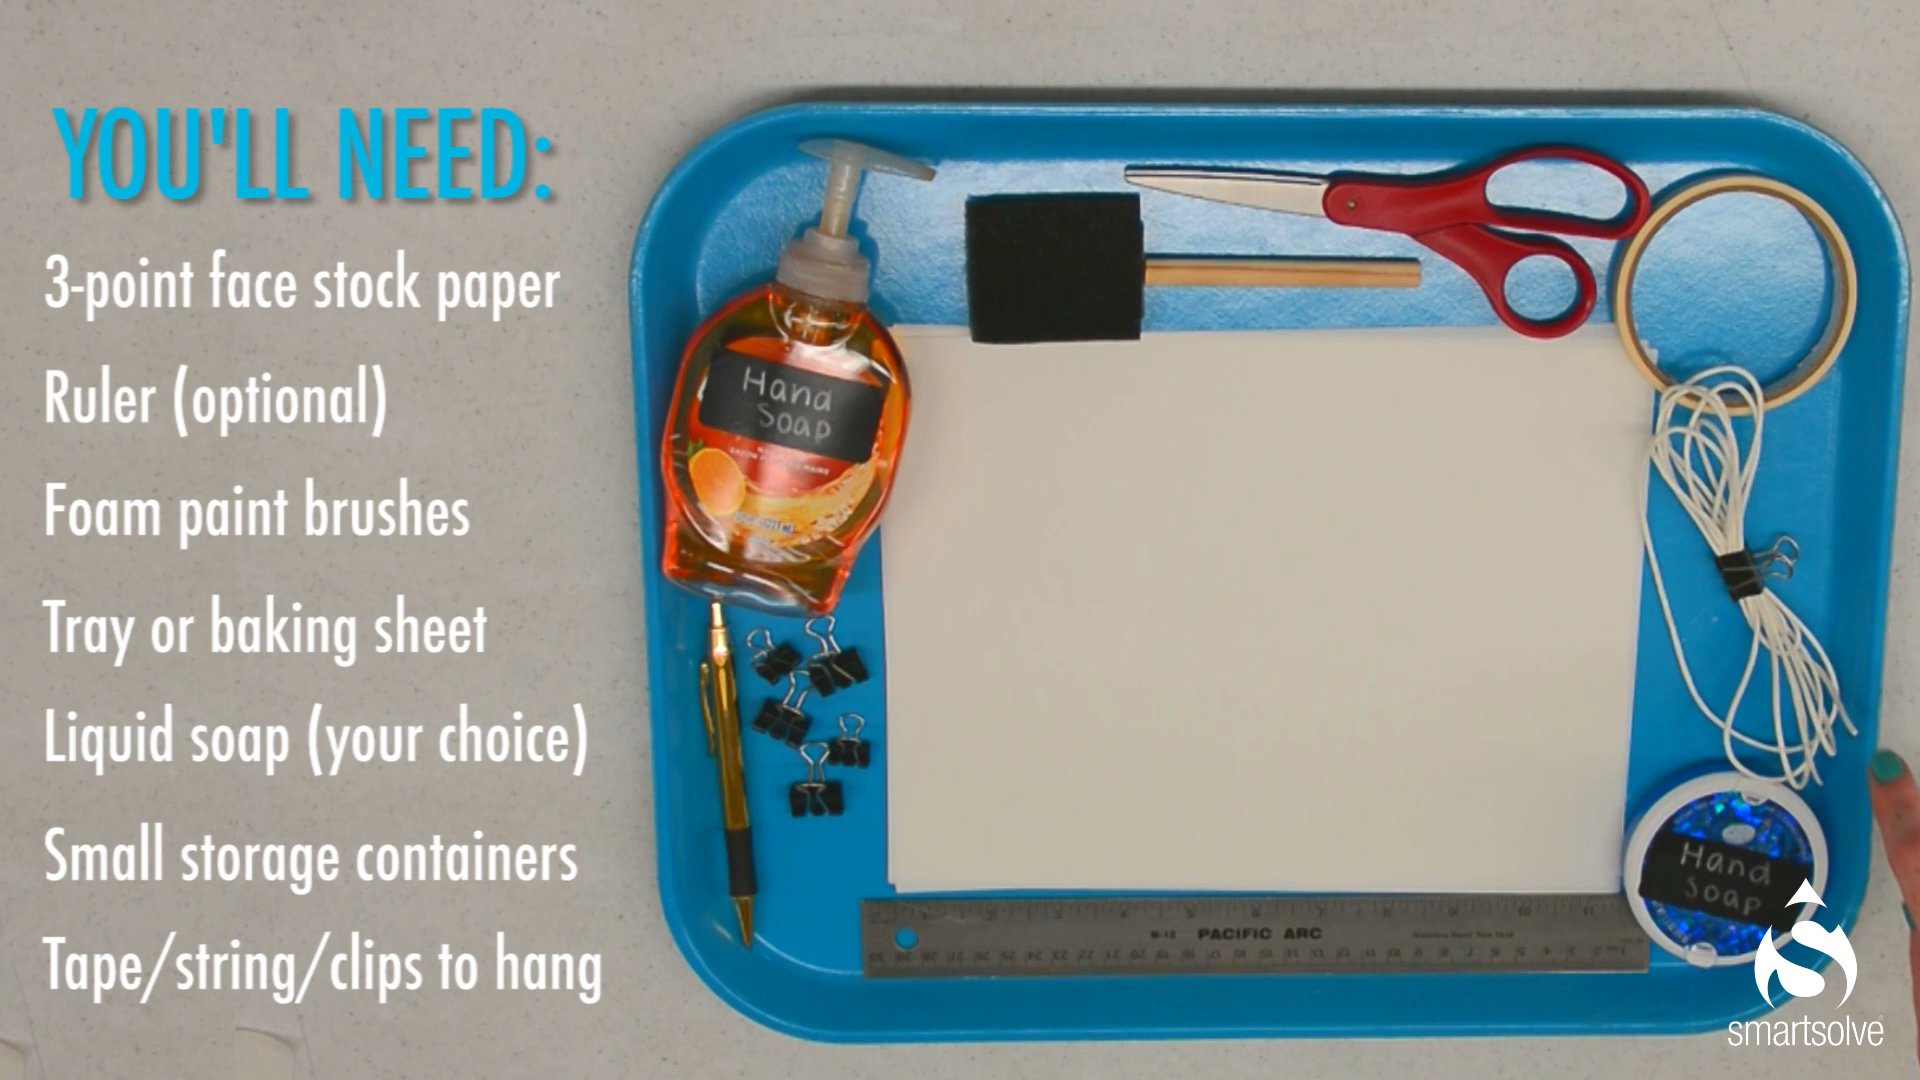 YOU'LL NEED:
3-point face stock paper
Ruler (optional)
Foam paint brushes
Tray or baking sheet
Liquid soap (your choice)
Small storage containers
Tape/string/clips to hang
Hand
Soap
PACIFIC ARC
Hand
Soap
smartsolve